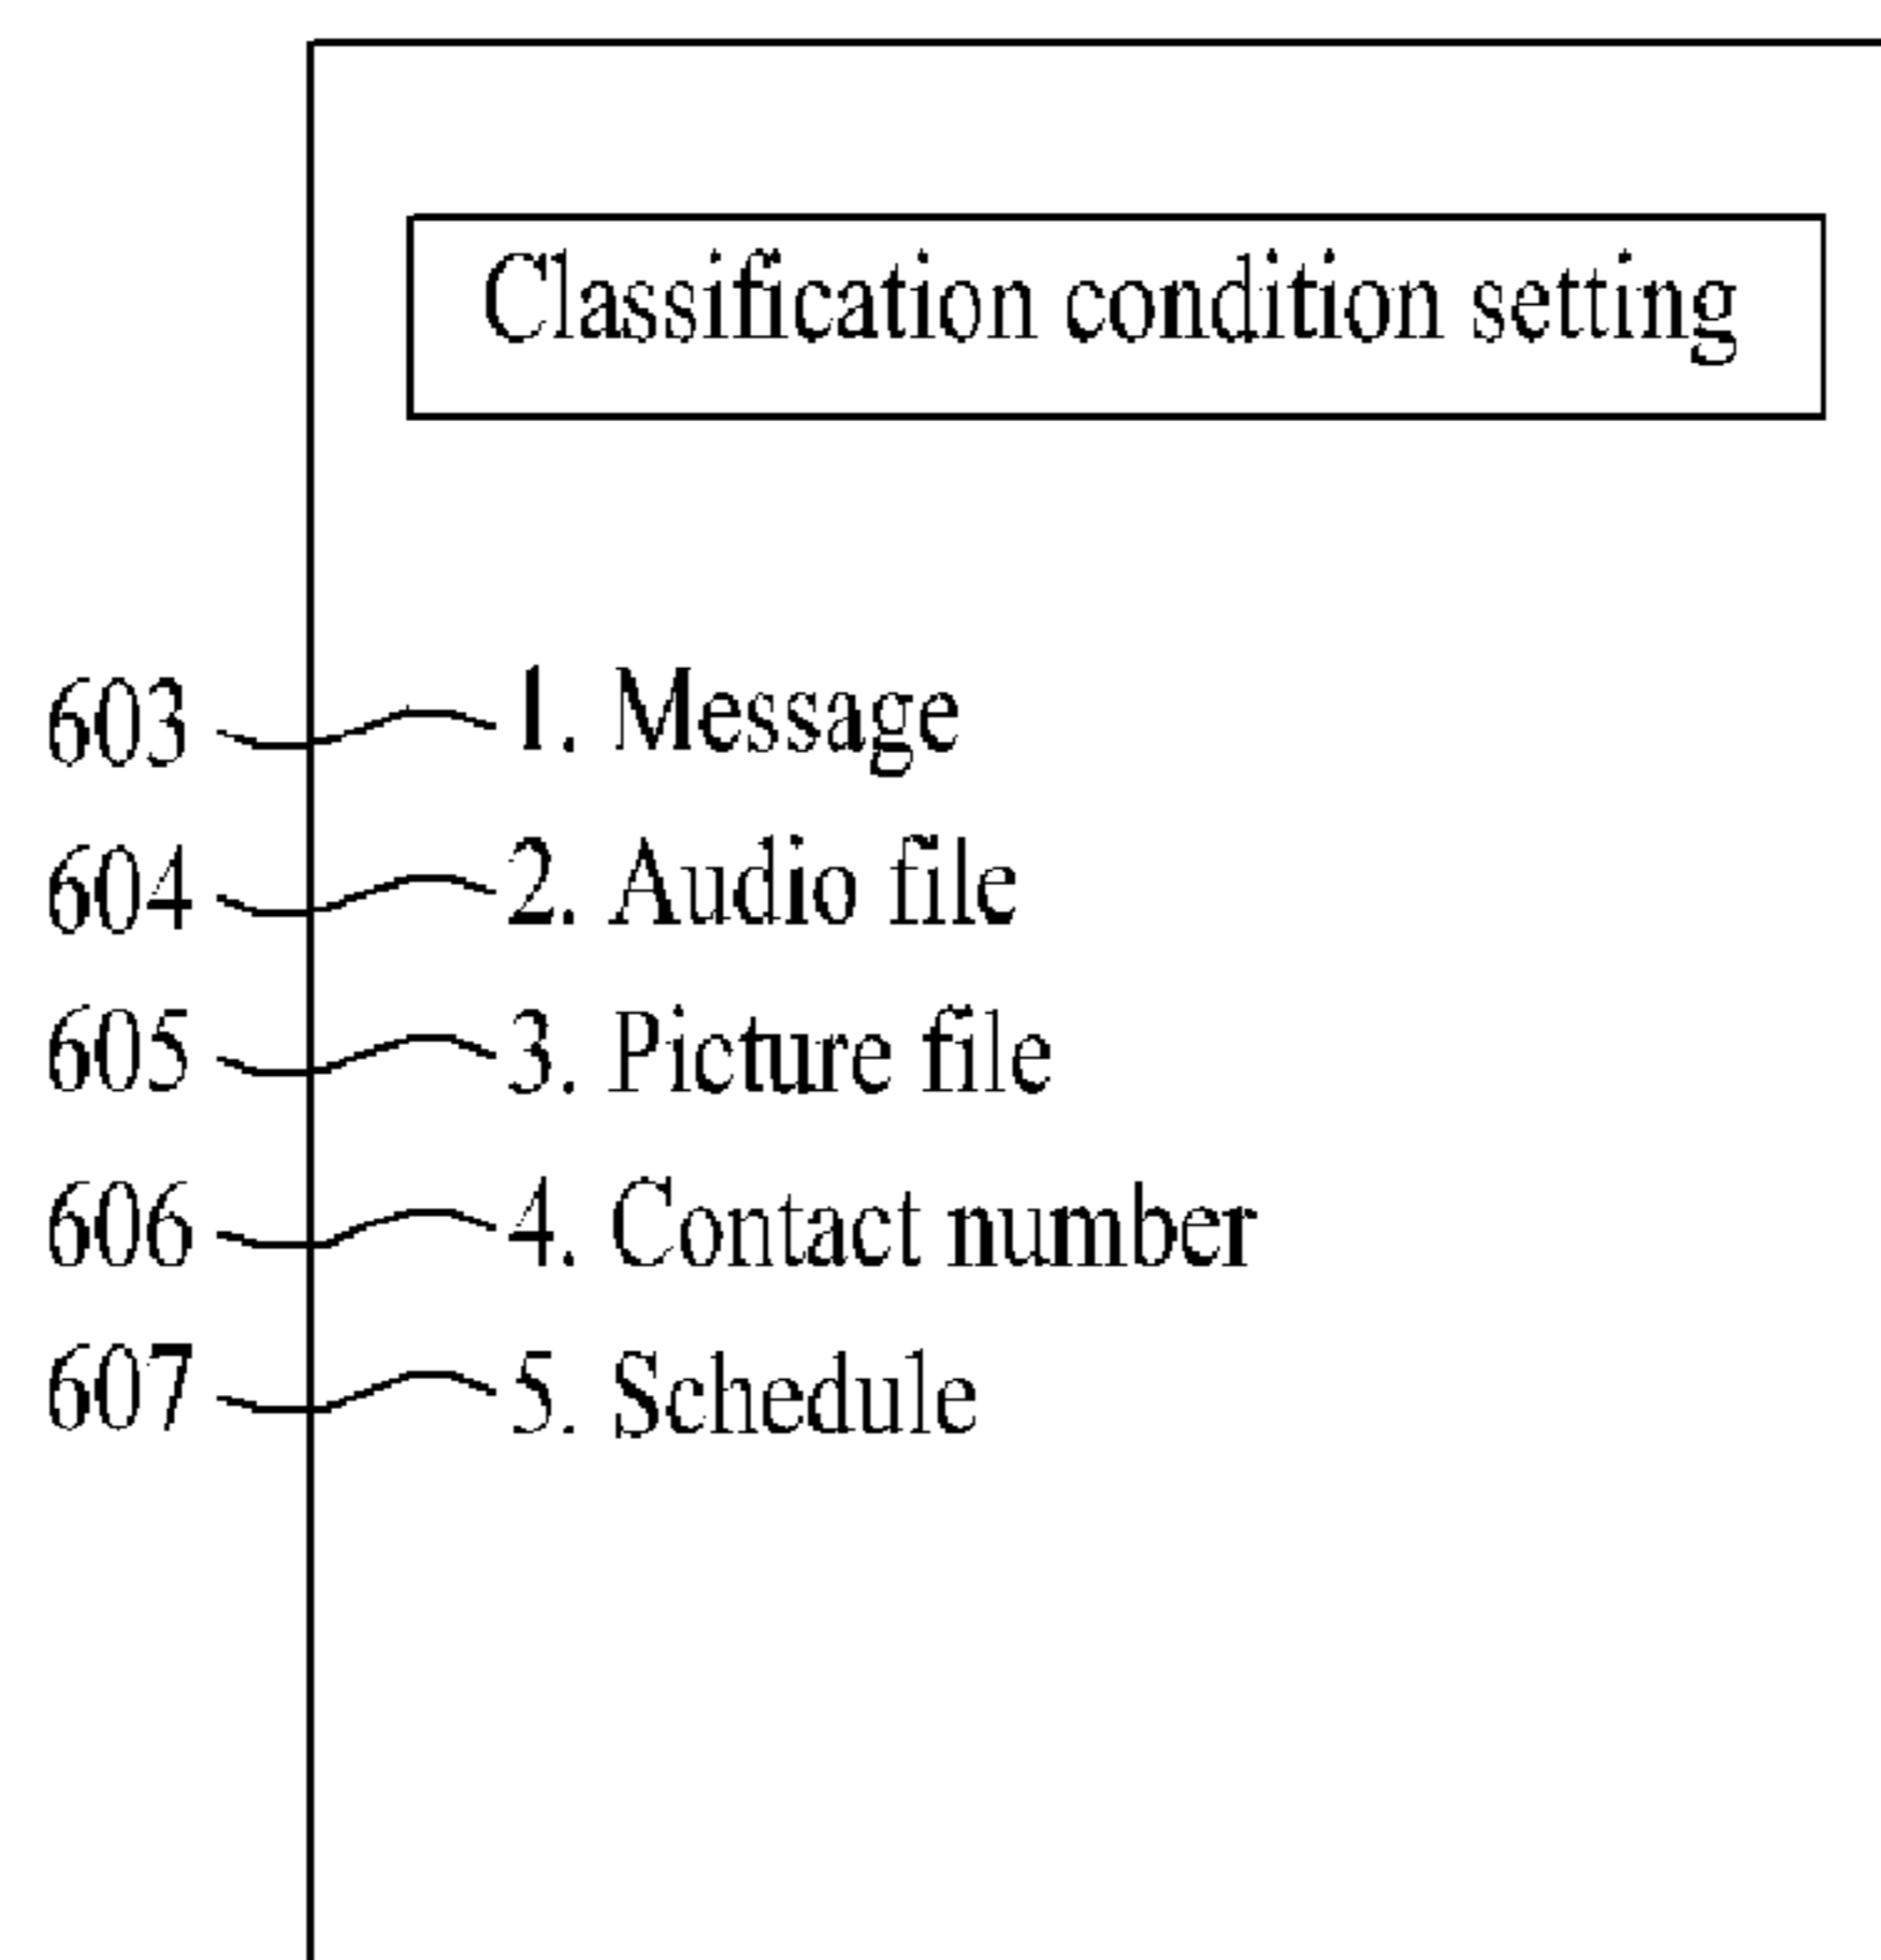 Classification condition setting
603 1. Message
604 2. Audio file
605 3. Picture file
606 4. Contact number
607 5. Schedule